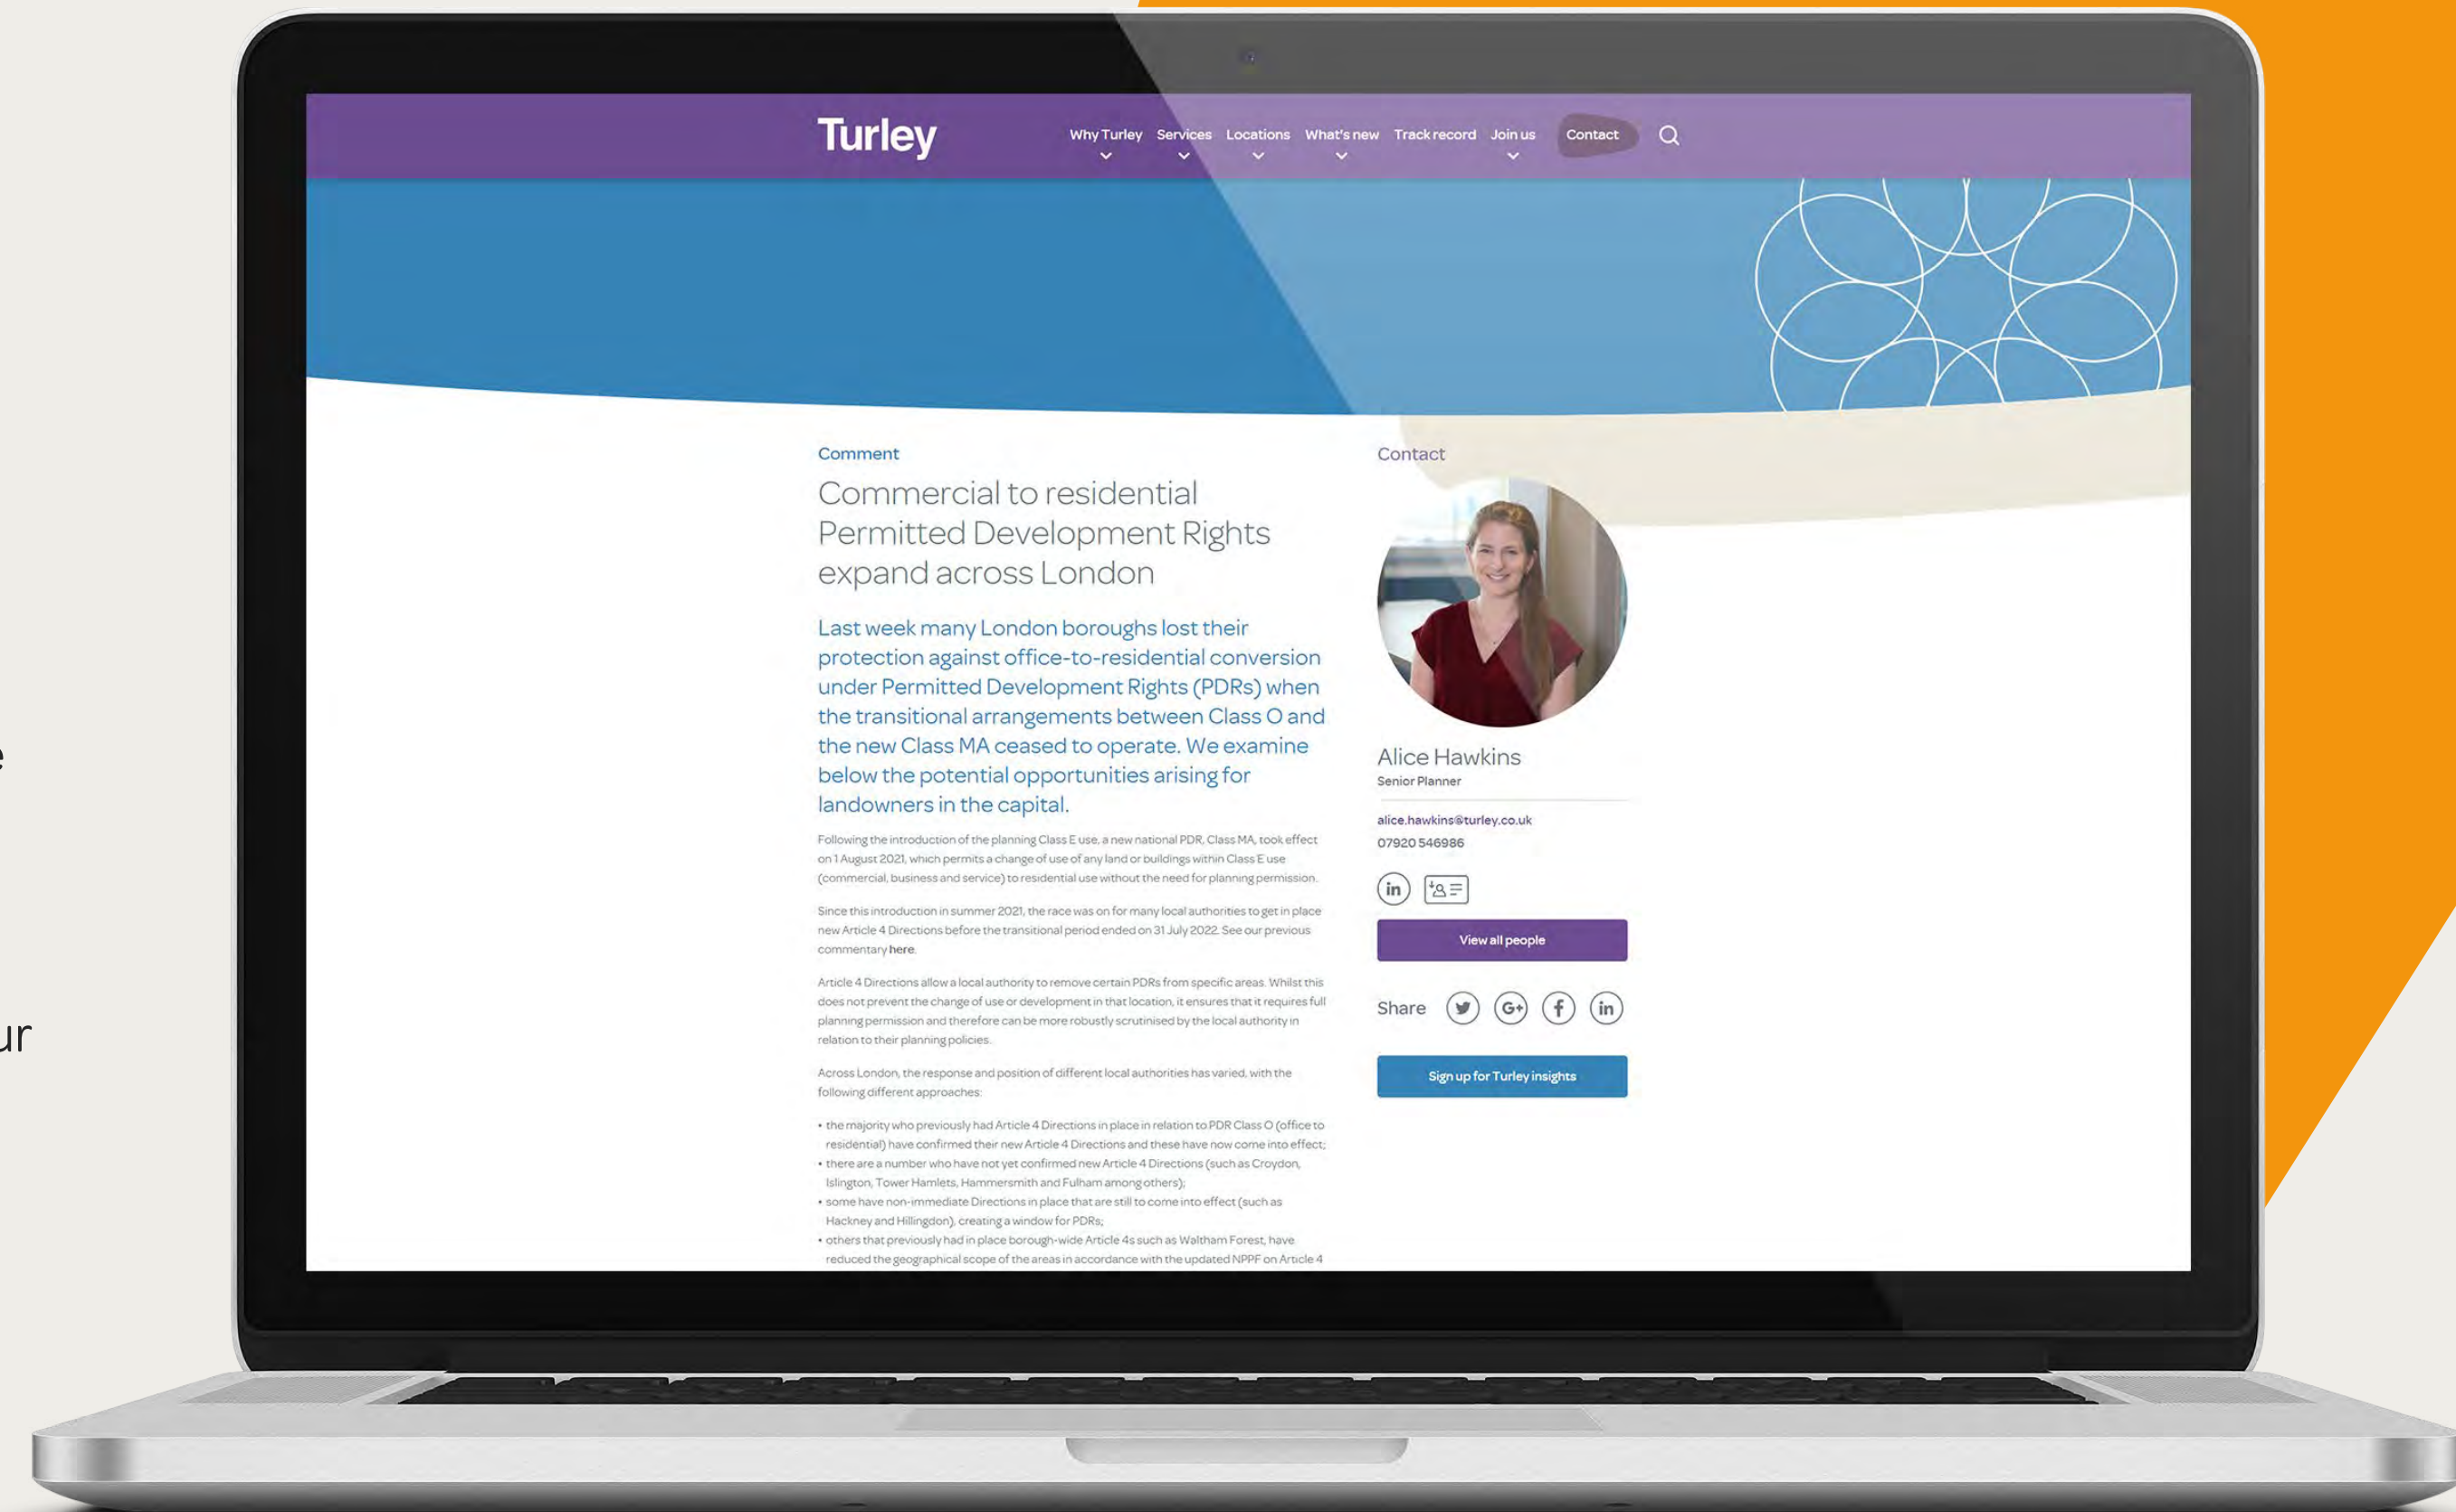 Turley
Why Turley Services Locations What's new Track record Join us Contact
Comment
Commercial to residential
Permitted Development Rights
expand across London
Last week many London boroughs lost their
protection against office-to-residential conversion
under Permitted Development Rights (PDRs) when
the transitional arrangements between Class O and
the new Class MA ceased to operate. We examine
below the potential opportunities arising for
landowners in the capital.
Following the introduction of the planning Class E use, a new national PDR, Class MA, took effect
on 1 August 2021, which permits a change of use of any land or buildings within Class E use
(commercial, business and service) to residential use without the need for planning permission.
Since this introduction in summer 2021, the race was on for many local authorities to get in place
new Article 4 Directions before the transitional period ended on 31 July 2022. See our previous
commentary here.
Article 4 Directions allow a local authority to remove certain PDRs from specific areas. Whilst this
does not prevent the change of use or development in that location, it ensures that it requires full
planning permission and therefore can be more robustly scrutinised by the local authority in
relation to their planning policies.
Across London, the response and position of different local authorities has varied, with the
following different approaches:
• the majority who previously had Article 4 Directions in place in relation to PDR Class O (office to
residential) have confirmed their new Article 4 Directions and these have now come into effect;
• there are a number who have not yet confirmed new Article 4 Directions (such as Croydon,
Islington, Tower Hamlets, Hammersmith and Fulham among others);
• some have non-immediate Directions in place that are still to come into effect (such as
Hackney and Hillingdon), creating a window for PDRs;
• others that previously had in place borough-wide Article 4s such as Waltham Forest, have
reduced the geographical scope of the areas in accordance with the updated NPPF on Article 4
Contact
Alice Hawkins
Senior Planner
alice.hawkins@turley.co.uk
07920 546986
in
View all people
Share G+ f in
Sign up for Turley insights